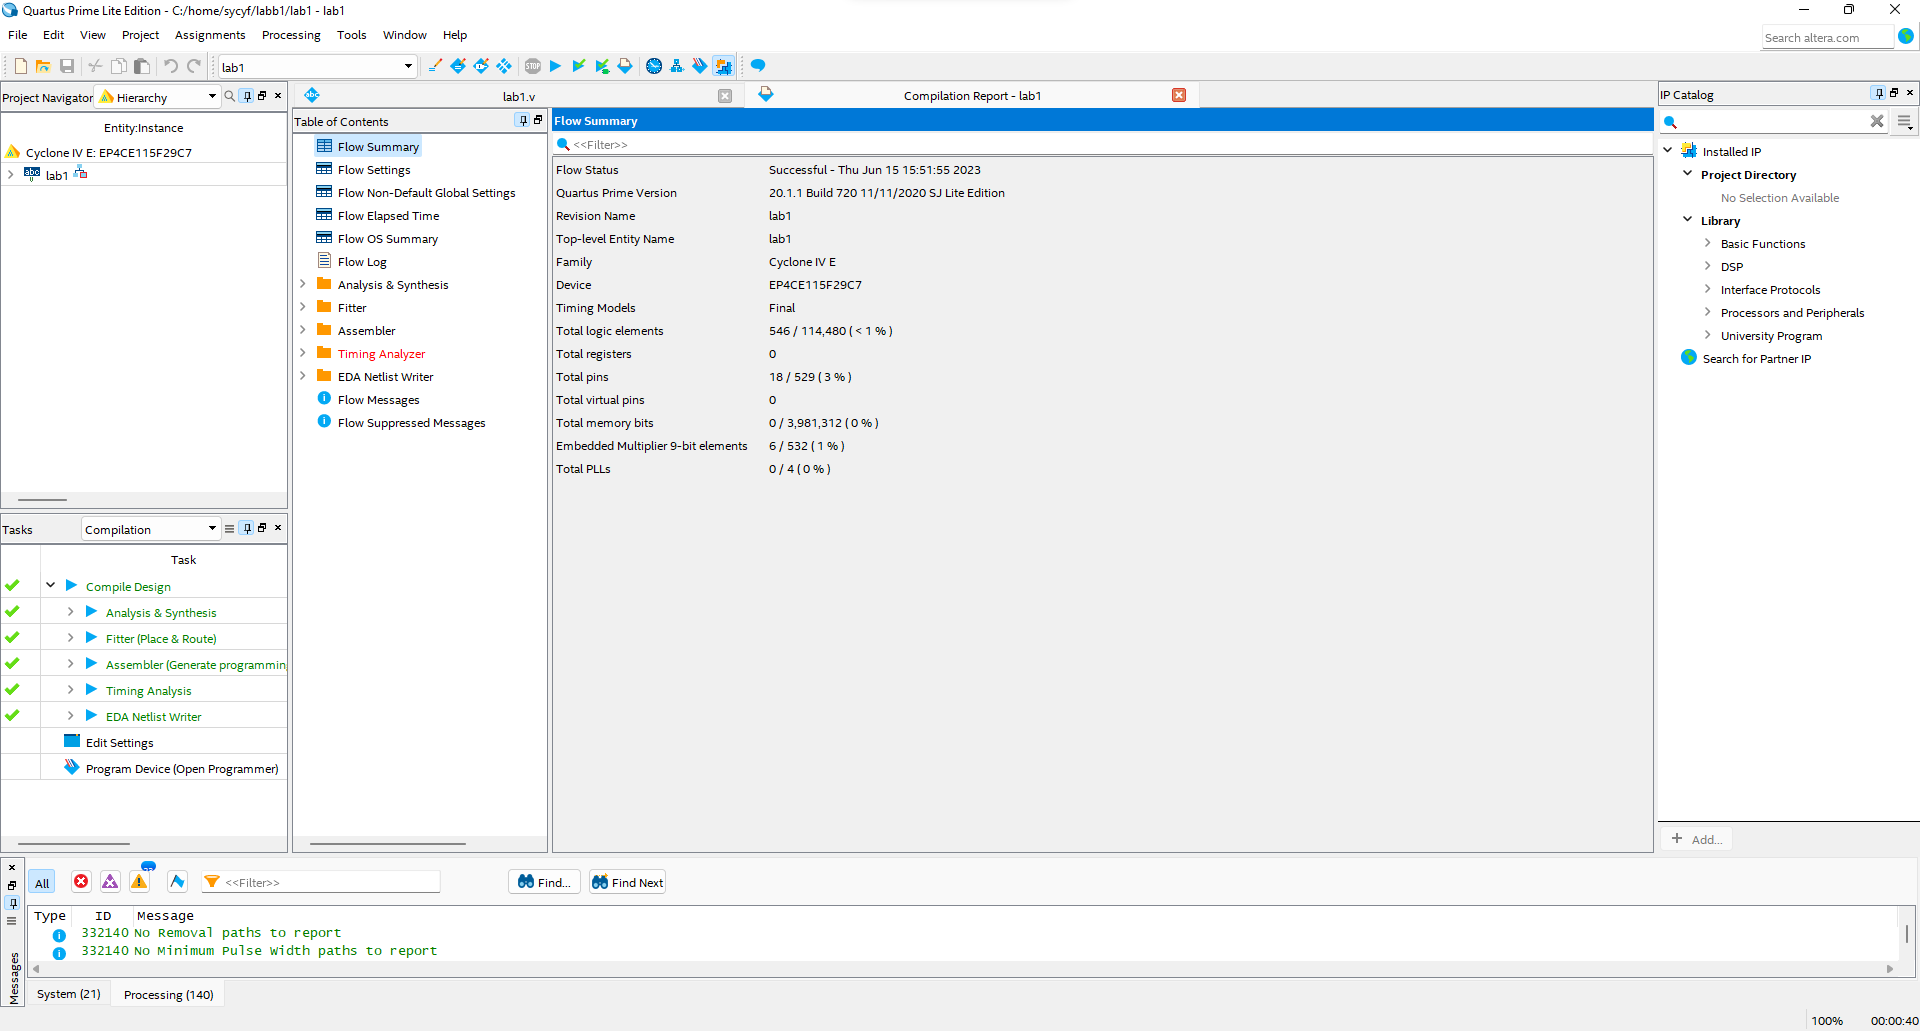 Quartus Prime Lite Edition - C:/home/sycyf/labb1/lab1 - lab1
File Edit View Project Assignments Processing Tools Window Help
Search altera.com
lab1
STOP
Project Navigator Hierarchy
Entity:Instance
Cyclone IV E: EP4CE115F29C7
lab1
Tasks Compilation
Task
Compile Design
Analysis & Synthesis
Fitter (Place & Route)
Assembler (Generate programmin
Timing Analysis
EDA Netlist Writer
Edit Settings
Program Device (Open Programmer)
lab1.v
Compilation Report - lab1
Table of Contents
Flow Summary
Flow Settings
Flow Non-Default Global Settings
Flow Elapsed Time
Flow OS Summary
Flow Log
Analysis & Synthesis
Fitter
Assembler
Timing Analyzer
EDA Netlist Writer
Flow Messages
Flow Suppressed Messages
Flow Summary
<<Filter>>
Flow Status Successful - Thu Jun 15 15:51:55 2023
Quartus Prime Version 20.1.1 Build 720 11/11/2020 SJ Lite Edition
Revision Name lab1
Top-level Entity Name lab1
Family Cyclone IV E
Device EP4CE115F29C7
Timing Models Final
Total logic elements 546 / 114,480 ( < 1 % )
Total registers 0
Total pins 18 / 529 ( 3 % )
Total virtual pins 0
Total memory bits 0 / 3,981,312 ( 0 % )
Embedded Multiplier 9-bit elements 6 / 532 ( 1 % )
Total PLLs 0 / 4 ( 0 % )
IP Catalog
Installed IP
Project Directory
No Selection Available
Library
Basic Functions
DSP
Interface Protocols
Processors and Peripherals
University Program
Search for Partner IP
+ Add...
All
<<Filter>>
Find...
Find Next
Type ID Message
332140 No Removal paths to report
332140 No Minimum Pulse Width paths to report
Messages
System (21) Processing (140)
100% 00:00:40